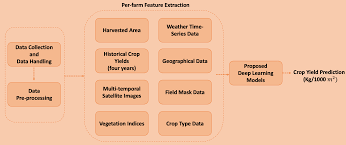 Per-farm Feature Extraction
Data Collection
and
Data Handling
Data
Pre-processing
Harvested Area
Historical Crop
Yields
(four years)
Multi-temporal
Satellite Images
Vegetation Indices
Weather Time-
Series Data
Geographical Data
Field Mask Data
Crop Type Data
Proposed
Deep Learning
Models
Crop Yield Prediction
(Kg/1000 m²)